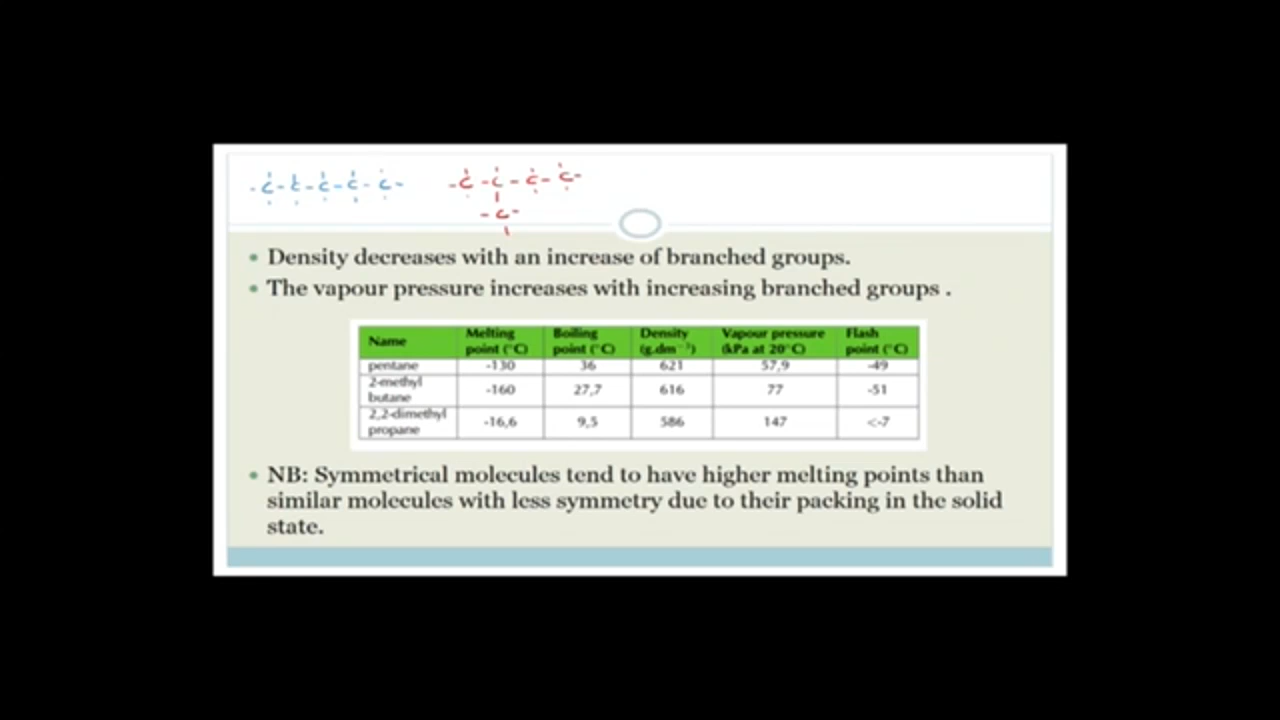 -C-C-C-C-C-
-C-C-C-C-
-C-
• Density decreases with an increase of branched groups.
• The vapour pressure increases with increasing branched groups .
Name Melting point (°C) Boiling point (°C) Density (g.dm⁻³) Vapour pressure (kPa at 20°C) Flash point (°C)
pentane -130 36 621 57,9 -49
2-methyl butane -160 27,7 616 77 -51
2,2-dimethyl propane -16,6 9,5 586 147 <-7
• NB: Symmetrical molecules tend to have higher melting points than
similar molecules with less symmetry due to their packing in the solid
state.